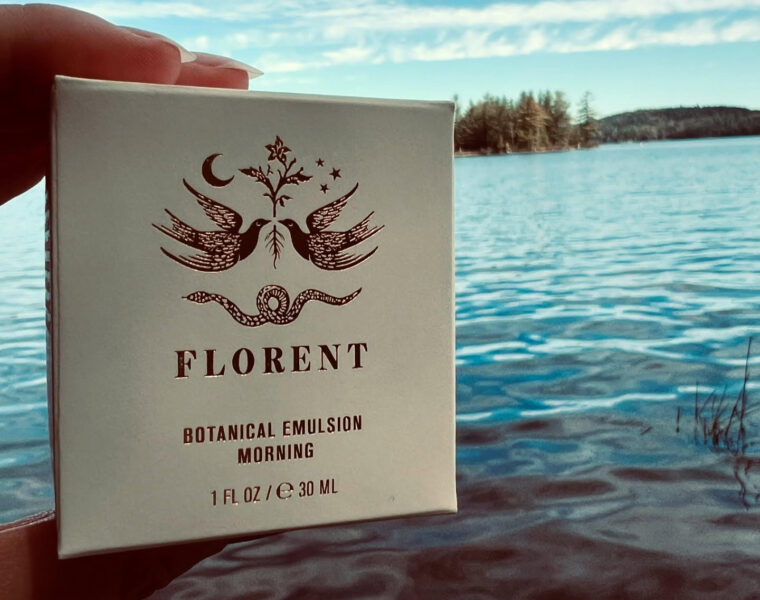 FLORENT
BOTANICAL EMULSION
MORNING
1 FL OZ / ℮ 30 ML